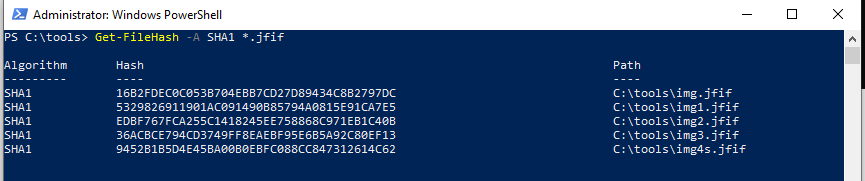 Administrator: Windows PowerShell
PS C:\tools> Get-FileHash -A SHA1 *.jfif
Algorithm Hash Path
--------- ---- ----
SHA1 16B2FDEC0C053B704EBB7CD27D89434C8B2797DC C:\tools\img.jfif
SHA1 5329826911901AC091490B85794A0815E91CA7E5 C:\tools\img1.jfif
SHA1 EDBF767FCA255C1418245EE758868C971EB1C40B C:\tools\img2.jfif
SHA1 36ACBCE794CD3749FF8EAEBF95E6B5A92C80EF13 C:\tools\img3.jfif
SHA1 9452B1B5D4E45BA00B0EBFC088CC847312614C62 C:\tools\img4s.jfif